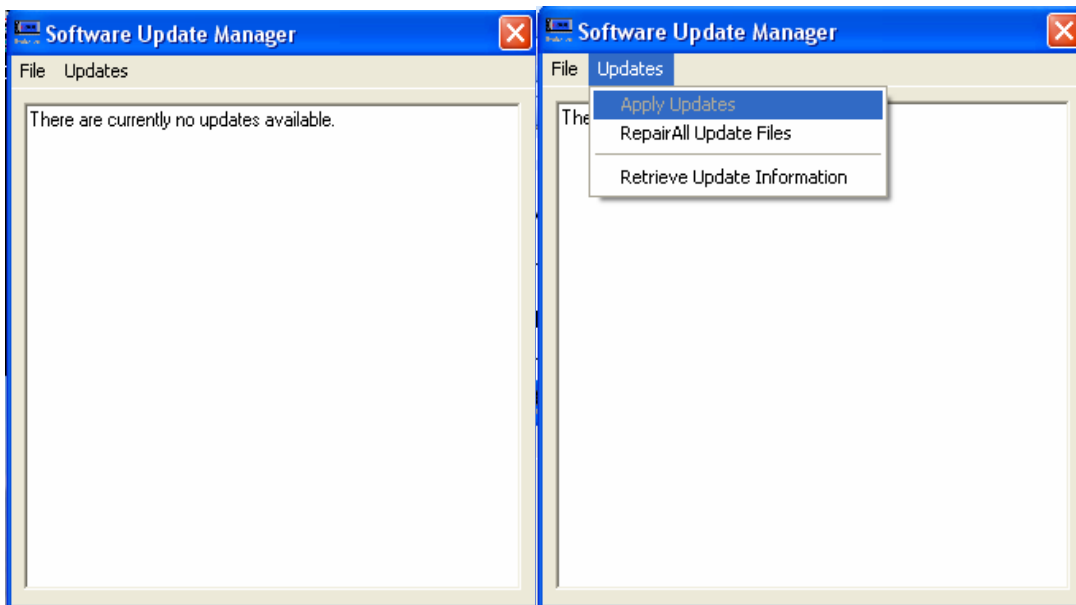 Software Update Manager
File Updates
There are currently no updates available.
Software Update Manager
File Updates
The
Apply Updates
RepairAll Update Files
Retrieve Update Information